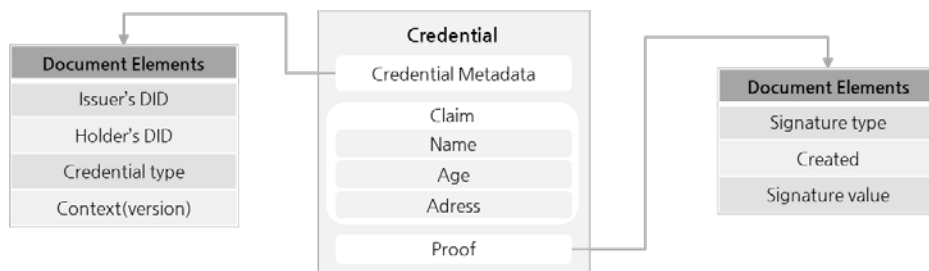 Document Elements
Issuer's DID
Holder's DID
Credential type
Context(version)
Credential
Credential Metadata
Claim
Name
Age
Adress
Proof
Document Elements
Signature type
Created
Signature value